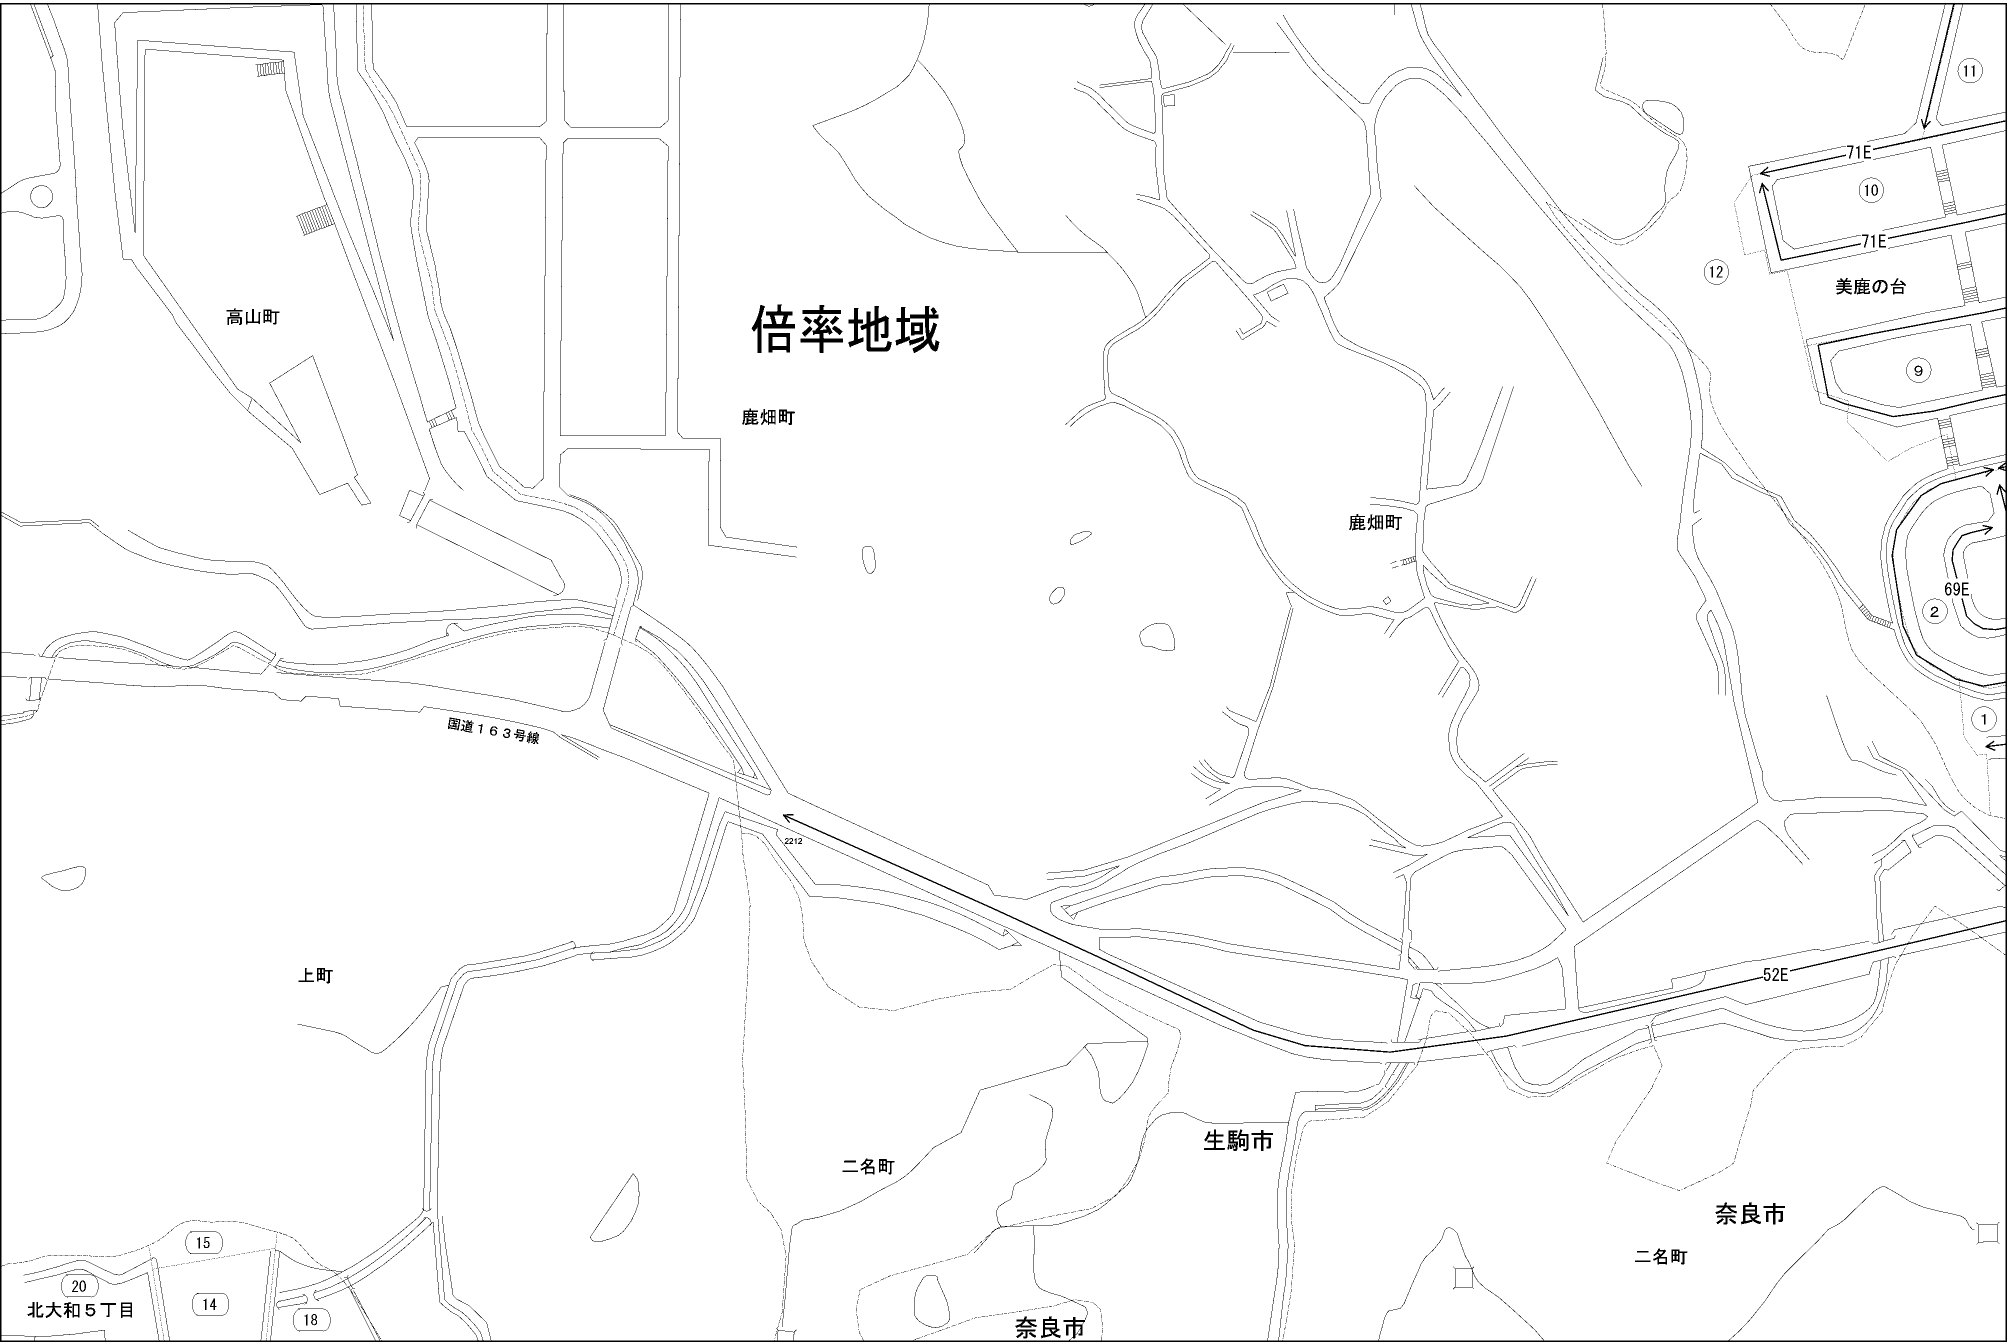 11
71E
10
71E
12
美鹿の台
高山町
倍率地域
9
鹿畑町
鹿畑町
69E
2
1
国道１６３号線
2212
上町
52E
生駒市
二名町
奈良市
15
二名町
20
14
北大和５丁目
18
奈良市